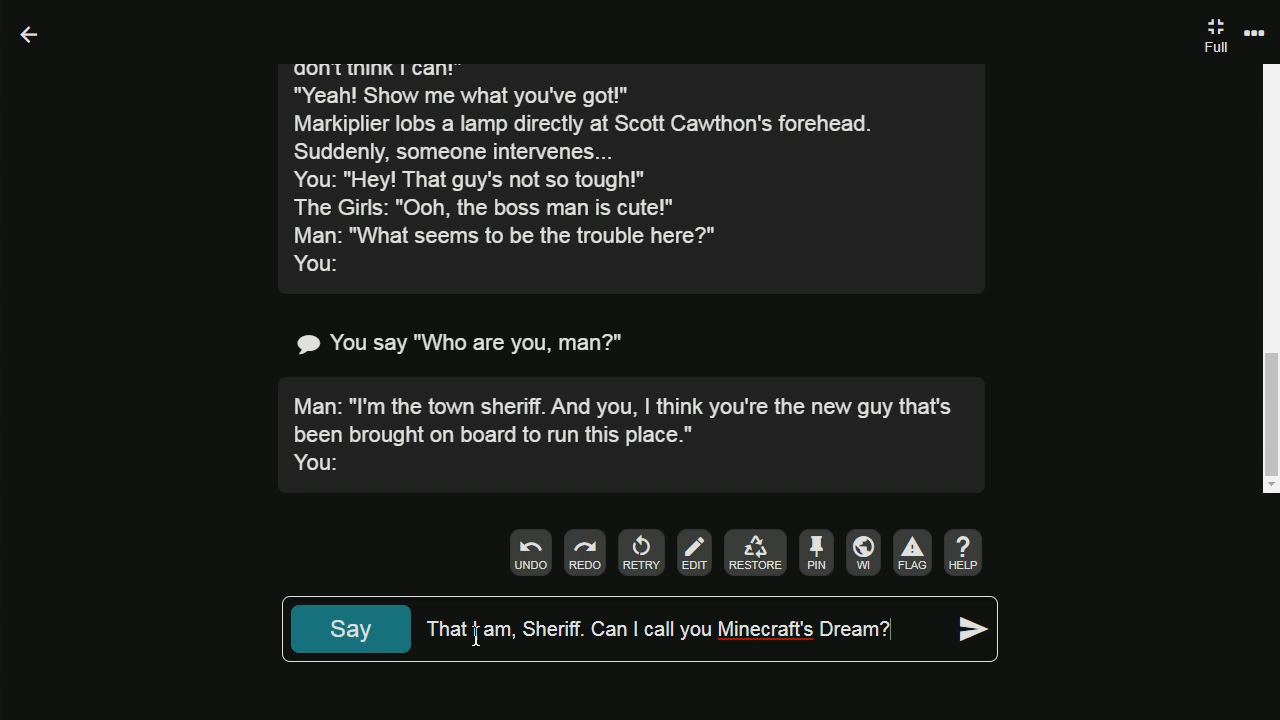 Full
don't think I can!"
"Yeah! Show me what you've got!"
Markiplier lobs a lamp directly at Scott Cawthon's forehead.
Suddenly, someone intervenes...
You: "Hey! That guy's not so tough!"
The Girls: "Ooh, the boss man is cute!"
Man: "What seems to be the trouble here?"
You:
You say "Who are you, man?"
Man: "I'm the town sheriff. And you, I think you're the new guy that's
been brought on board to run this place."
You:
UNDO REDO RETRY EDIT RESTORE PIN WI FLAG HELP
Say That I am, Sheriff. Can I call you Minecraft's Dream?